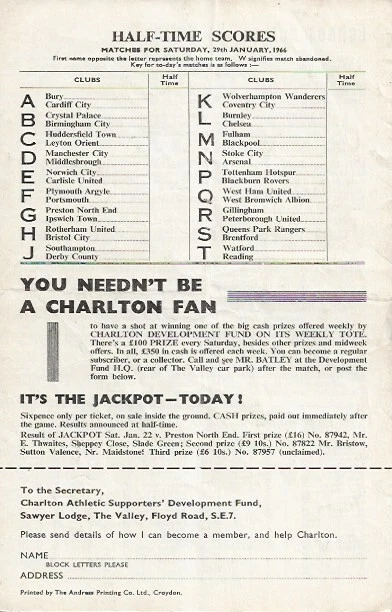 HALF-TIME SCORES
MATCHES FOR SATURDAY, 29th JANUARY, 1966
First name opposite the letter represents the home team. W signifies match abandoned.
Key for to-day's matches is as follows :—
CLUBS Half Time CLUBS Half Time
A Bury
Cardiff City
B Crystal Palace
Birmingham City
C Huddersfield Town
Leyton Orient
D Manchester City
Middlesbrough
E Norwich City
Carlisle United
F Plymouth Argyle
Portsmouth
G Preston North End
Ipswich Town
H Rotherham United
Bristol City
J Southampton
Derby County
K Wolverhampton Wanderers
Coventry City
L Burnley
Chelsea
M Fulham
Blackpool
N Stoke City
Arsenal
P Tottenham Hotspur
Blackburn Rovers
Q West Ham United
West Bromwich Albion
R Gillingham
Peterborough United
S Queens Park Rangers
Brentford
T Watford
Reading
YOU NEEDN'T BE
A CHARLTON FAN
to have a shot at winning one of the big cash prizes offered weekly by
CHARLTON DEVELOPMENT FUND ON ITS WEEKLY TOTE.
There's a £100 PRIZE every Saturday, besides other prizes and midweek
offers. In all, £350 in cash is offered each week. You can become a regular
subscriber, or a collector. Call and see MR. BATLEY at the Development
Fund H.Q. (rear of The Valley car park) after the match, or post the
form below.
IT'S THE JACKPOT—TODAY!
Sixpence only per ticket, on sale inside the ground. CASH prizes, paid out immediately after
the game. Results announced at half-time.
Result of JACKPOT Sat. Jan. 22 v. Preston North End. First prize (£16) No. 87942, Mr.
E. Thwaites, Sheppey Close, Slade Green; Second prize (£9 10s.) No. 87822 Mr. Bristow,
Sutton Valence, Nr. Maidstone! Third prize (£6 10s.) No. 87957 (unclaimed).
To the Secretary,
Charlton Athletic Supporters' Development Fund,
Sawyer Lodge, The Valley, Floyd Road, S.E.7.
Please send details of how I can become a member, and help Charlton.
NAME
BLOCK LETTERS PLEASE
ADDRESS
Printed by The Andress Printing Co. Ltd., Croydon.